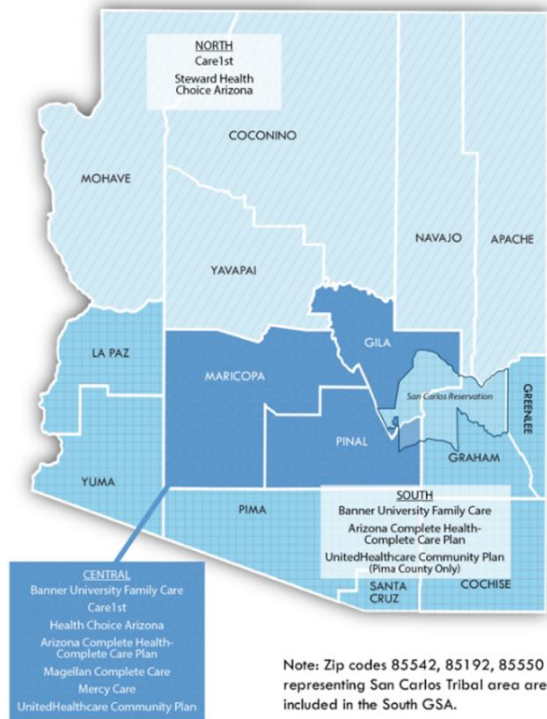 NORTH
Care1st
Steward Health
Choice Arizona
COCONINO
MOHAVE
NAVAJO
APACHE
YAVAPAI
LA PAZ
GILA
MARICOPA
San Carlos Reservation
GREENLEE
PINAL
GRAHAM
YUMA
PIMA
SOUTH
Banner University Family Care
Arizona Complete Health-
Complete Care Plan
UnitedHealthcare Community Plan
(Pima County Only)
SANTA
CRUZ
COCHISE
CENTRAL
Banner University Family Care
Care1st
Health Choice Arizona
Arizona Complete Health-
Complete Care Plan
Magellan Complete Care
Mercy Care
UnitedHealthcare Community Plan
Note: Zip codes 85542, 85192, 85550
representing San Carlos Tribal area are
included in the South GSA.